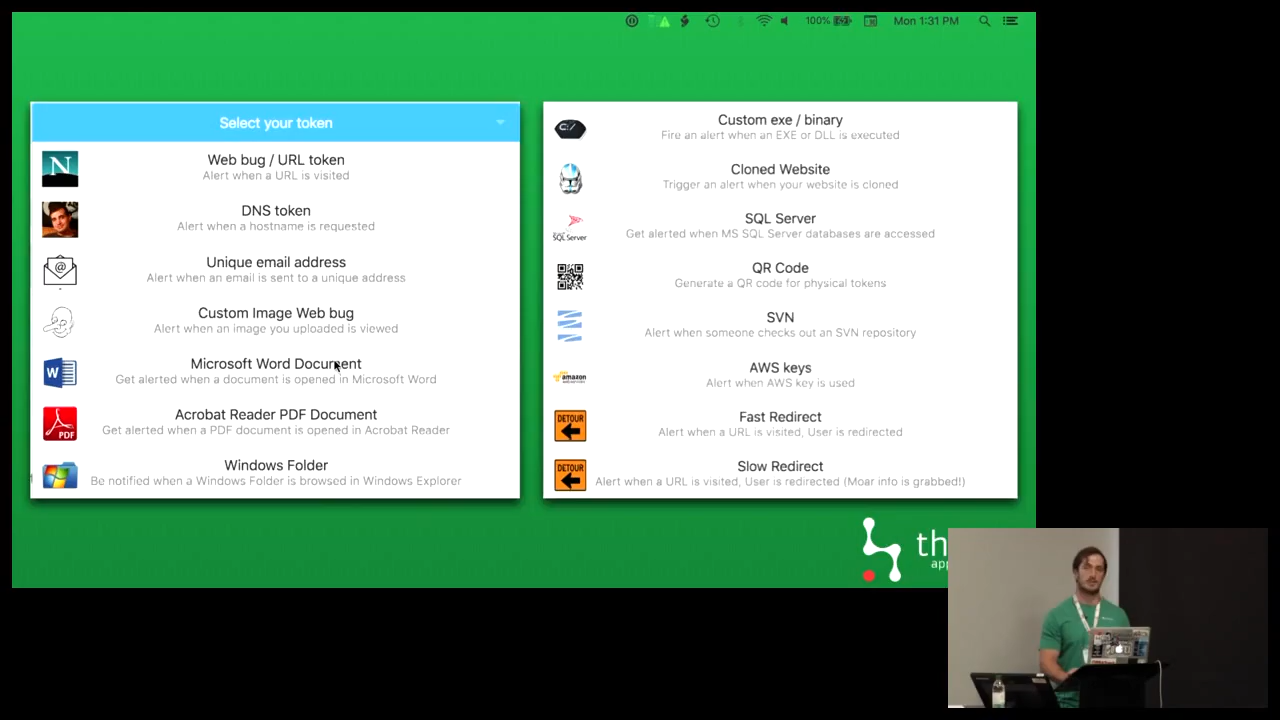 100%
Mon 1:31 PM
Select your token
Web bug / URL token
Alert when a URL is visited
DNS token
Alert when a hostname is requested
Unique email address
Alert when an email is sent to a unique address
Custom Image Web bug
Alert when an image you uploaded is viewed
Microsoft Word Document
Get alerted when a document is opened in Microsoft Word
Acrobat Reader PDF Document
Get alerted when a PDF document is opened in Acrobat Reader
Windows Folder
Be notified when a Windows Folder is browsed in Windows Explorer
N
@
W
PDF
Custom exe / binary
Fire an alert when an EXE or DLL is executed
Cloned Website
Trigger an alert when your website is cloned
SQL Server
Get alerted when MS SQL Server databases are accessed
QR Code
Generate a QR code for physical tokens
SVN
Alert when someone checks out an SVN repository
AWS keys
Alert when AWS key is used
Fast Redirect
Alert when a URL is visited, User is redirected
Slow Redirect
Alert when a URL is visited, User is redirected (Moar info is grabbed!)
C:/
SQL Server
amazon
DETOUR
DETOUR
th
app